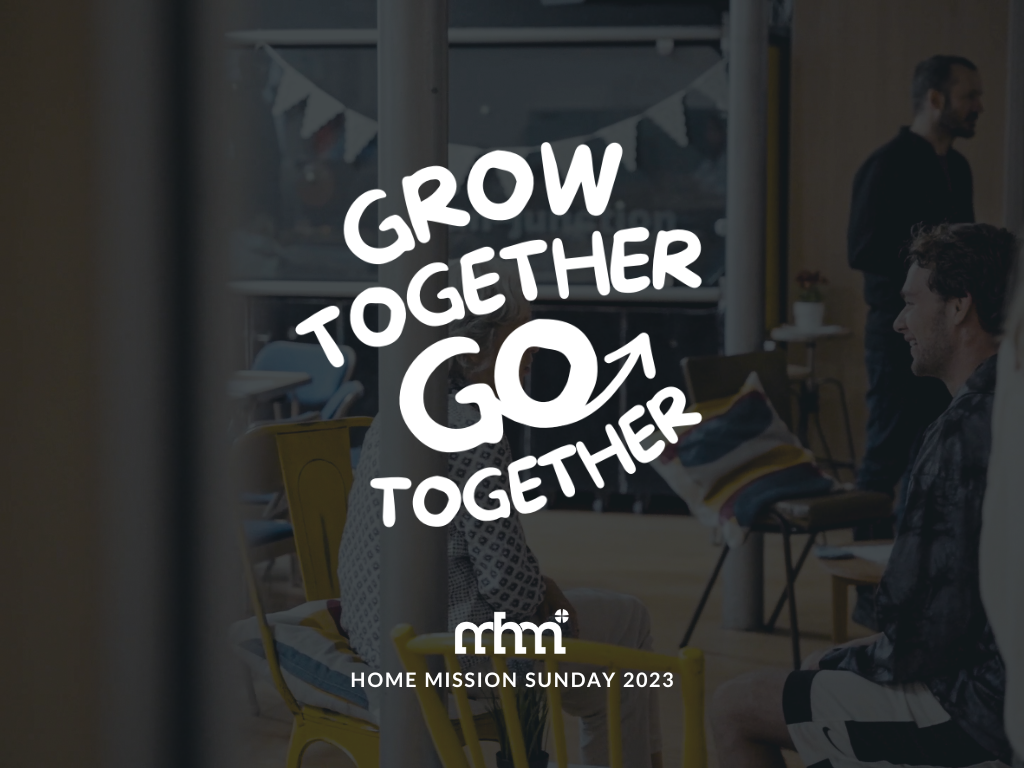 GROW
TOGETHER
GO
TOGETHER
mhm
HOME MISSION SUNDAY 2023